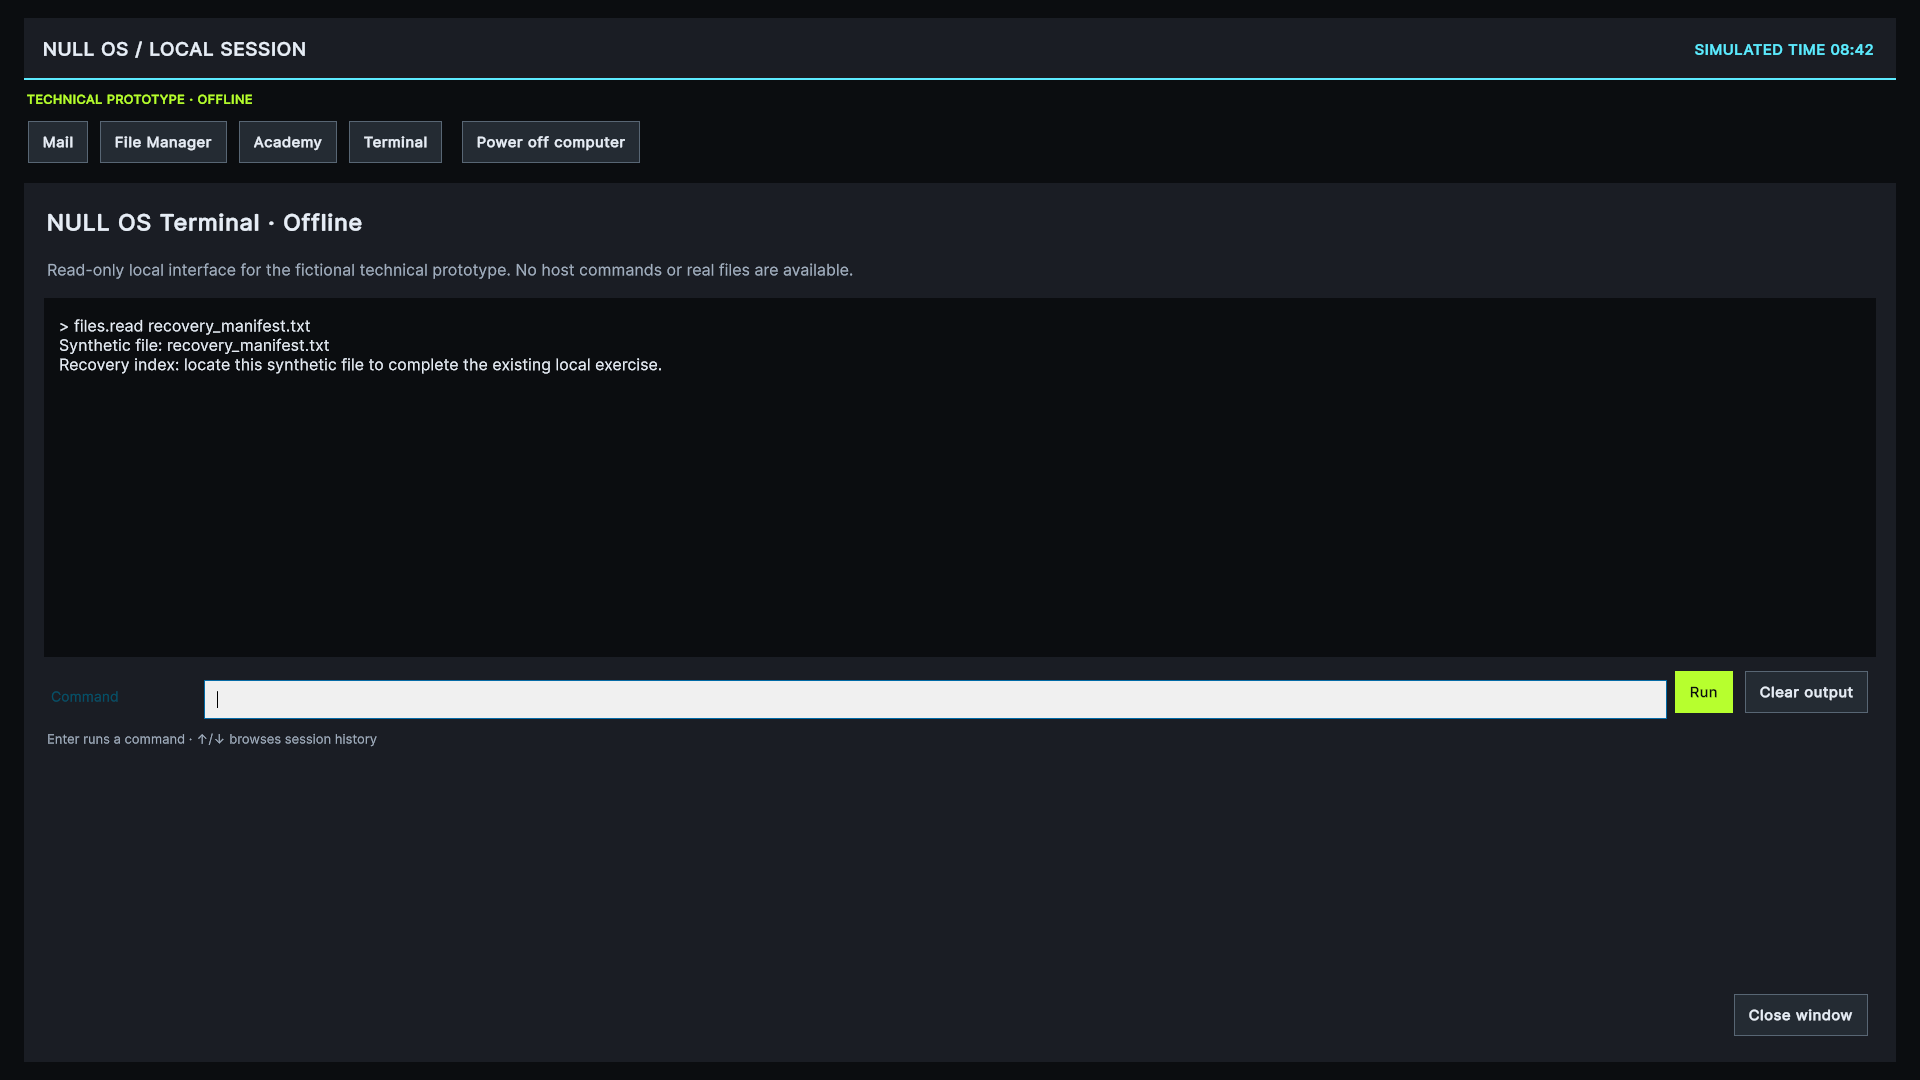 NULL OS / LOCAL SESSION
SIMULATED TIME 08:42
TECHNICAL PROTOTYPE · OFFLINE
Mail
File Manager
Academy
Terminal
Power off computer
NULL OS Terminal · Offline
Read-only local interface for the fictional technical prototype. No host commands or real files are available.
> files.read recovery_manifest.txt
Synthetic file: recovery_manifest.txt
Recovery index: locate this synthetic file to complete the existing local exercise.
Command
Run
Clear output
Enter runs a command · ↑/↓ browses session history
Close window